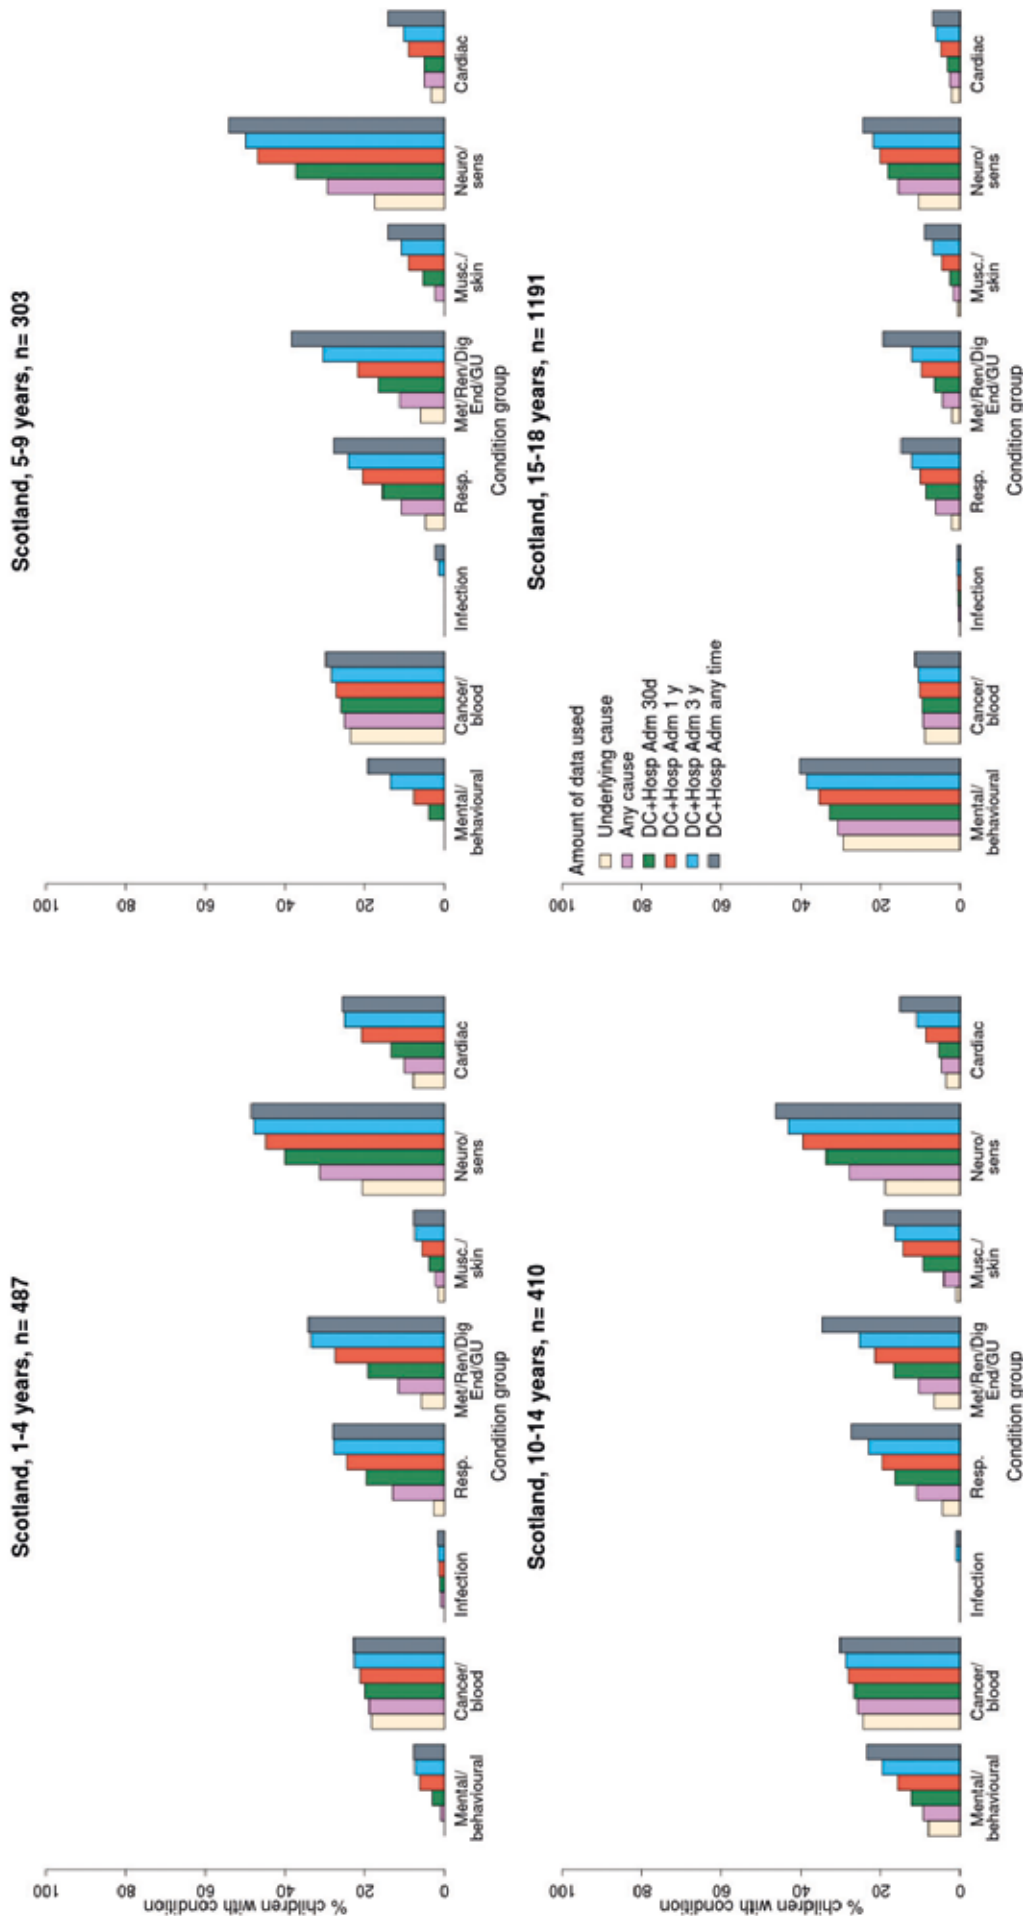 Scotland, 1-4 years, n= 487
% children with condition
100
80
60
40
20
0
Mental/
behavioural
Cancer/
blood
Infection
Resp.
Met/Ren/Dig
End/GU
Musc./
skin
Neuro/
sens
Cardiac
Condition group
Scotland, 5-9 years, n= 303
100
80
60
40
20
0
Mental/
behavioural
Cancer/
blood
Infection
Resp.
Met/Ren/Dig
End/GU
Musc./
skin
Neuro/
sens
Cardiac
Condition group
Scotland, 10-14 years, n= 410
% children with condition
100
80
60
40
20
0
Mental/
behavioural
Cancer/
blood
Infection
Resp.
Met/Ren/Dig
End/GU
Musc./
skin
Neuro/
sens
Cardiac
Condition group
Scotland, 15-18 years, n= 1191
100
80
60
40
20
0
Amount of data used
Underlying cause
Any cause
DC+Hosp Adm 30d
DC+Hosp Adm 1 y
DC+Hosp Adm 3 y
DC+Hosp Adm any time
Mental/
behavioural
Cancer/
blood
Infection
Resp.
Met/Ren/Dig
End/GU
Musc./
skin
Neuro/
sens
Cardiac
Condition group